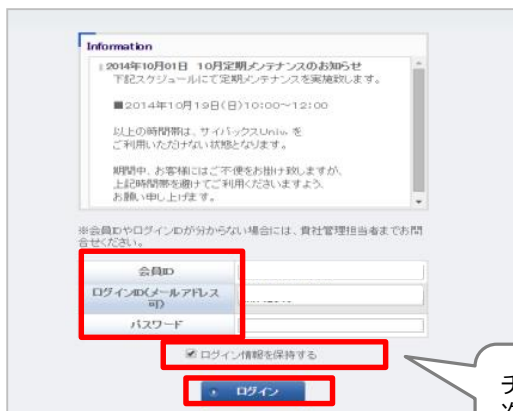 Information
2014年10月01日 10月定期メンテナンスのお知らせ
下記スケジュールにて定期メンテナンスを実施致します。
■2014年10月19日(日)10:00～12:00
以上の時間帯は、サイバックスUniv. を
ご利用いただけない状態となります。
期間中、お客様にはご不便をお掛け致しますが、
上記時間帯を避けてご利用くださいますよう、
お願い申し上げます。
※会員IDやログインIDが分からない場合には、貴社管理担当者までお問
合せください。
会員ID
ログインID(メールアドレス
可)
パスワード
ログイン情報を保持する
ログイン